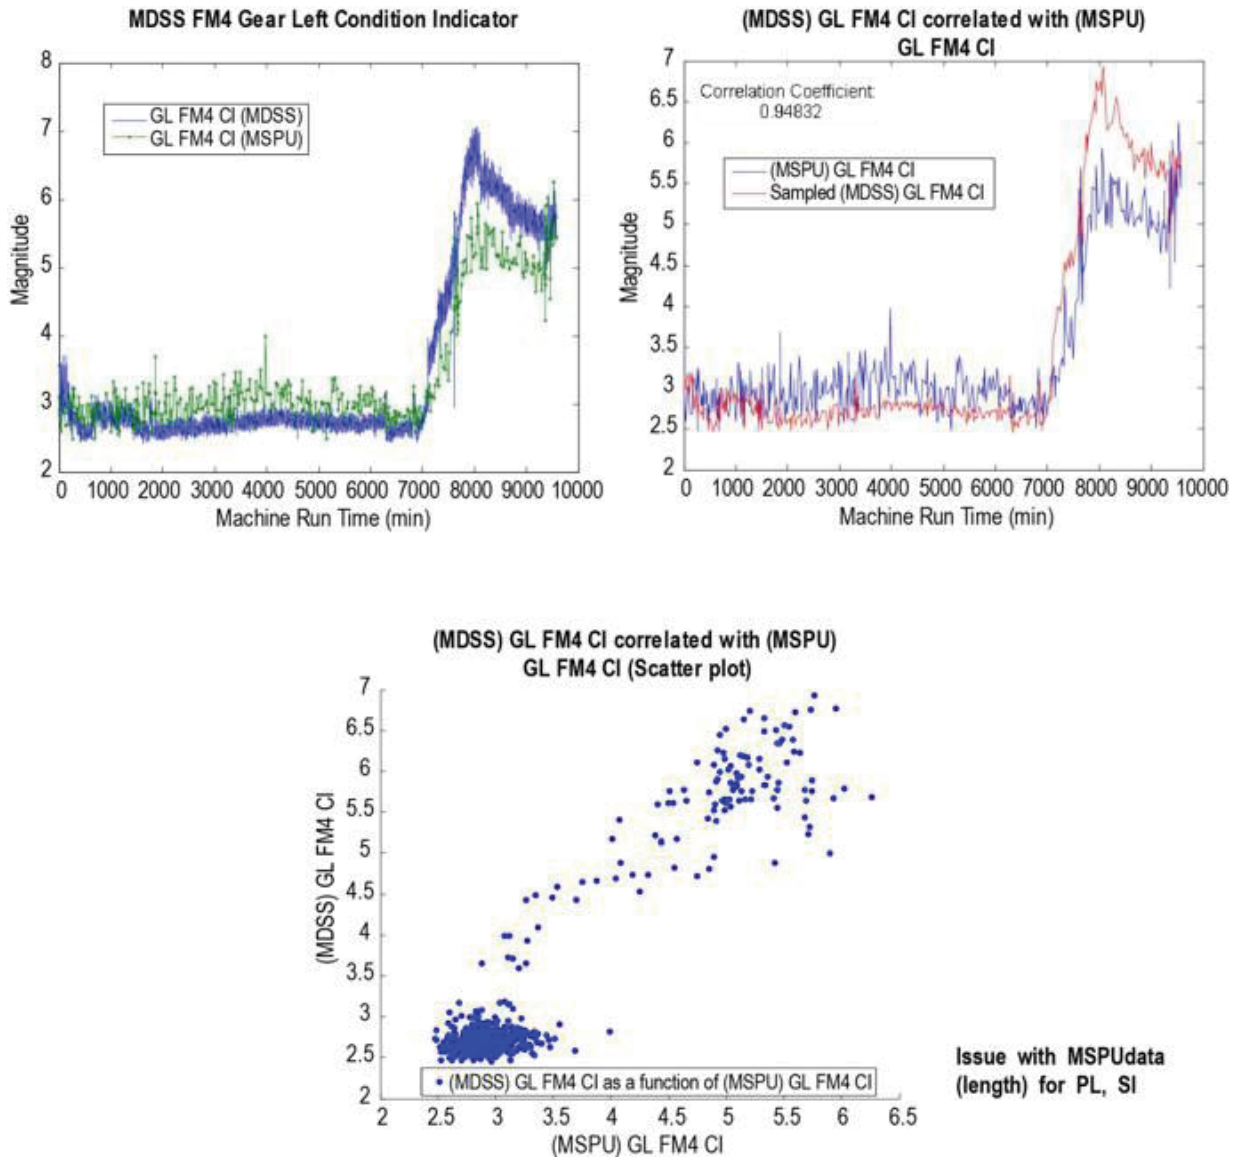 MDSS FM4 Gear Left Condition Indicator
8
7
6
5
4
3
2
Magnitude
GL FM4 CI (MDSS)
GL FM4 CI (MSPU)
0 1000 2000 3000 4000 5000 6000 7000 8000 9000 10000
Machine Run Time (min)
(MDSS) GL FM4 CI correlated with (MSPU)
GL FM4 CI
7
6.5
6
5.5
5
4.5
4
3.5
3
2.5
2
Magnitude
Correlation Coefficient:
0.94832
(MSPU) GL FM4 CI
Sampled (MDSS) GL FM4 CI
0 1000 2000 3000 4000 5000 6000 7000 8000 9000 10000
Machine Run Time (min)
(MDSS) GL FM4 CI correlated with (MSPU)
GL FM4 CI (Scatter plot)
7
6.5
6
5.5
5
4.5
4
3.5
3
2.5
2
(MDSS) GL FM4 CI
(MDSS) GL FM4 CI as a function of (MSPU) GL FM4 CI
2 2.5 3 3.5 4 4.5 5 5.5 6 6.5
(MSPU) GL FM4 CI
Issue with MSPUdata
(length) for PL, SI